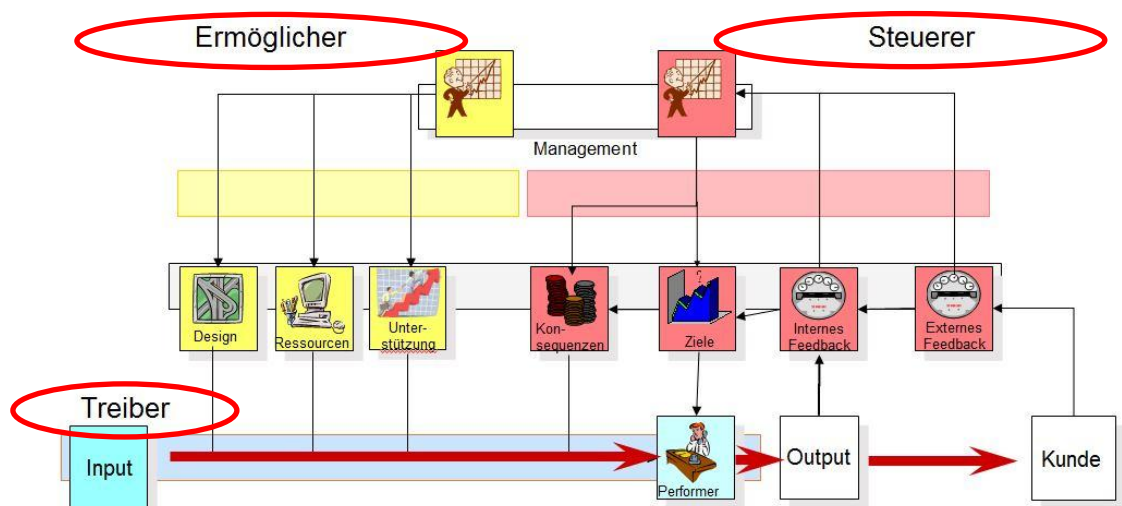 Ermöglicher
Steuerer
Management
Design
Ressourcen
Unter-
stützung
Kon-
sequenzen
?
Ziele
Internes
Feedback
Externes
Feedback
Treiber
Input
Performer
Output
Kunde